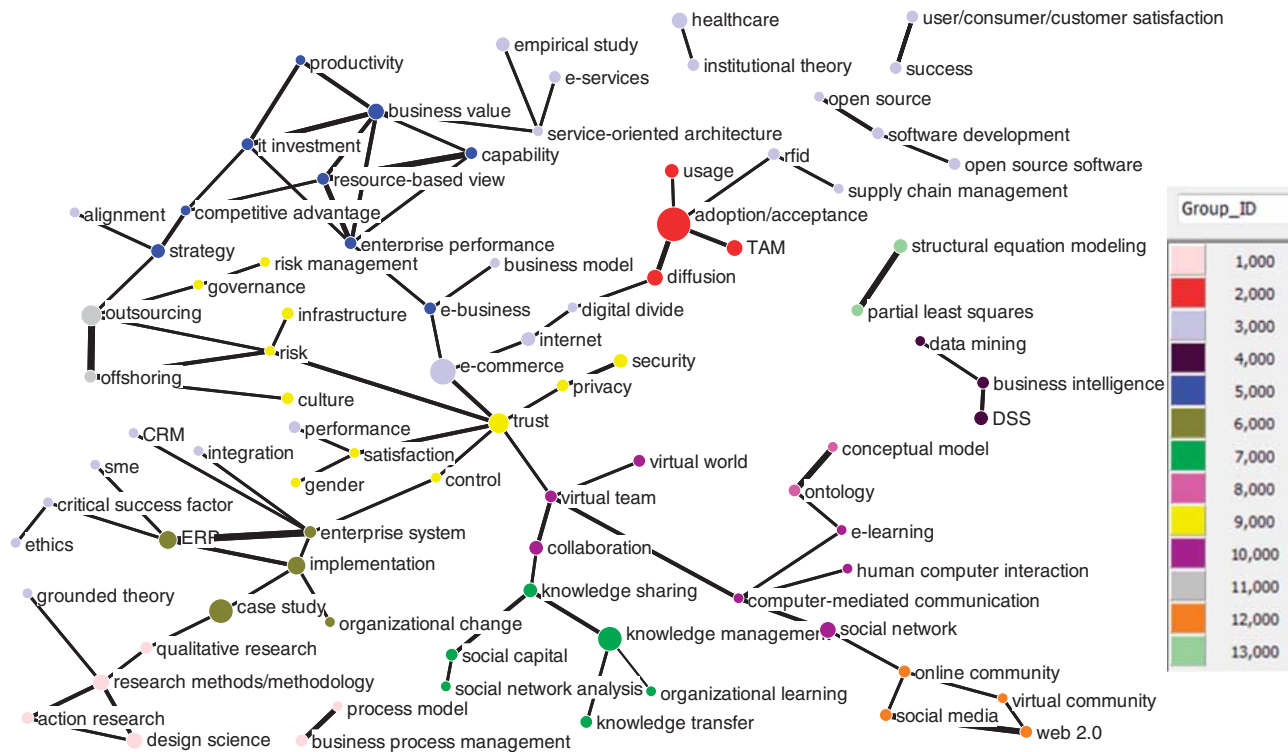 healthcare
user/consumer/customer satisfaction
empirical study
productivity
institutional theory
success
e-services
open source
business value
service-oriented architecture
software development
it investment
capability
rfid
open source software
usage
resource-based view
supply chain management
alignment
competitive advantage
adoption/acceptance
Group_ID
strategy
enterprise performance
TAM
structural equation modeling
risk management
business model
diffusion
1,000
governance
2,000
outsourcing
infrastructure
e-business
digital divide
partial least squares
3,000
risk
internet
data mining
4,000
offshoring
e-commerce
security
privacy
business intelligence
5,000
culture
trust
DSS
6,000
CRM
performance
integration
satisfaction
conceptual model
7,000
sme
gender
control
virtual world
8,000
critical success factor
virtual team
ontology
9,000
ethics
ERP
enterprise system
e-learning
10,000
implementation
collaboration
human computer interaction
11,000
grounded theory
case study
knowledge sharing
computer-mediated communication
12,000
organizational change
knowledge management
social network
13,000
qualitative research
social capital
research methods/methodology
social network analysis
organizational learning
online community
action research
process model
virtual community
design science
business process management
knowledge transfer
social media
web 2.0